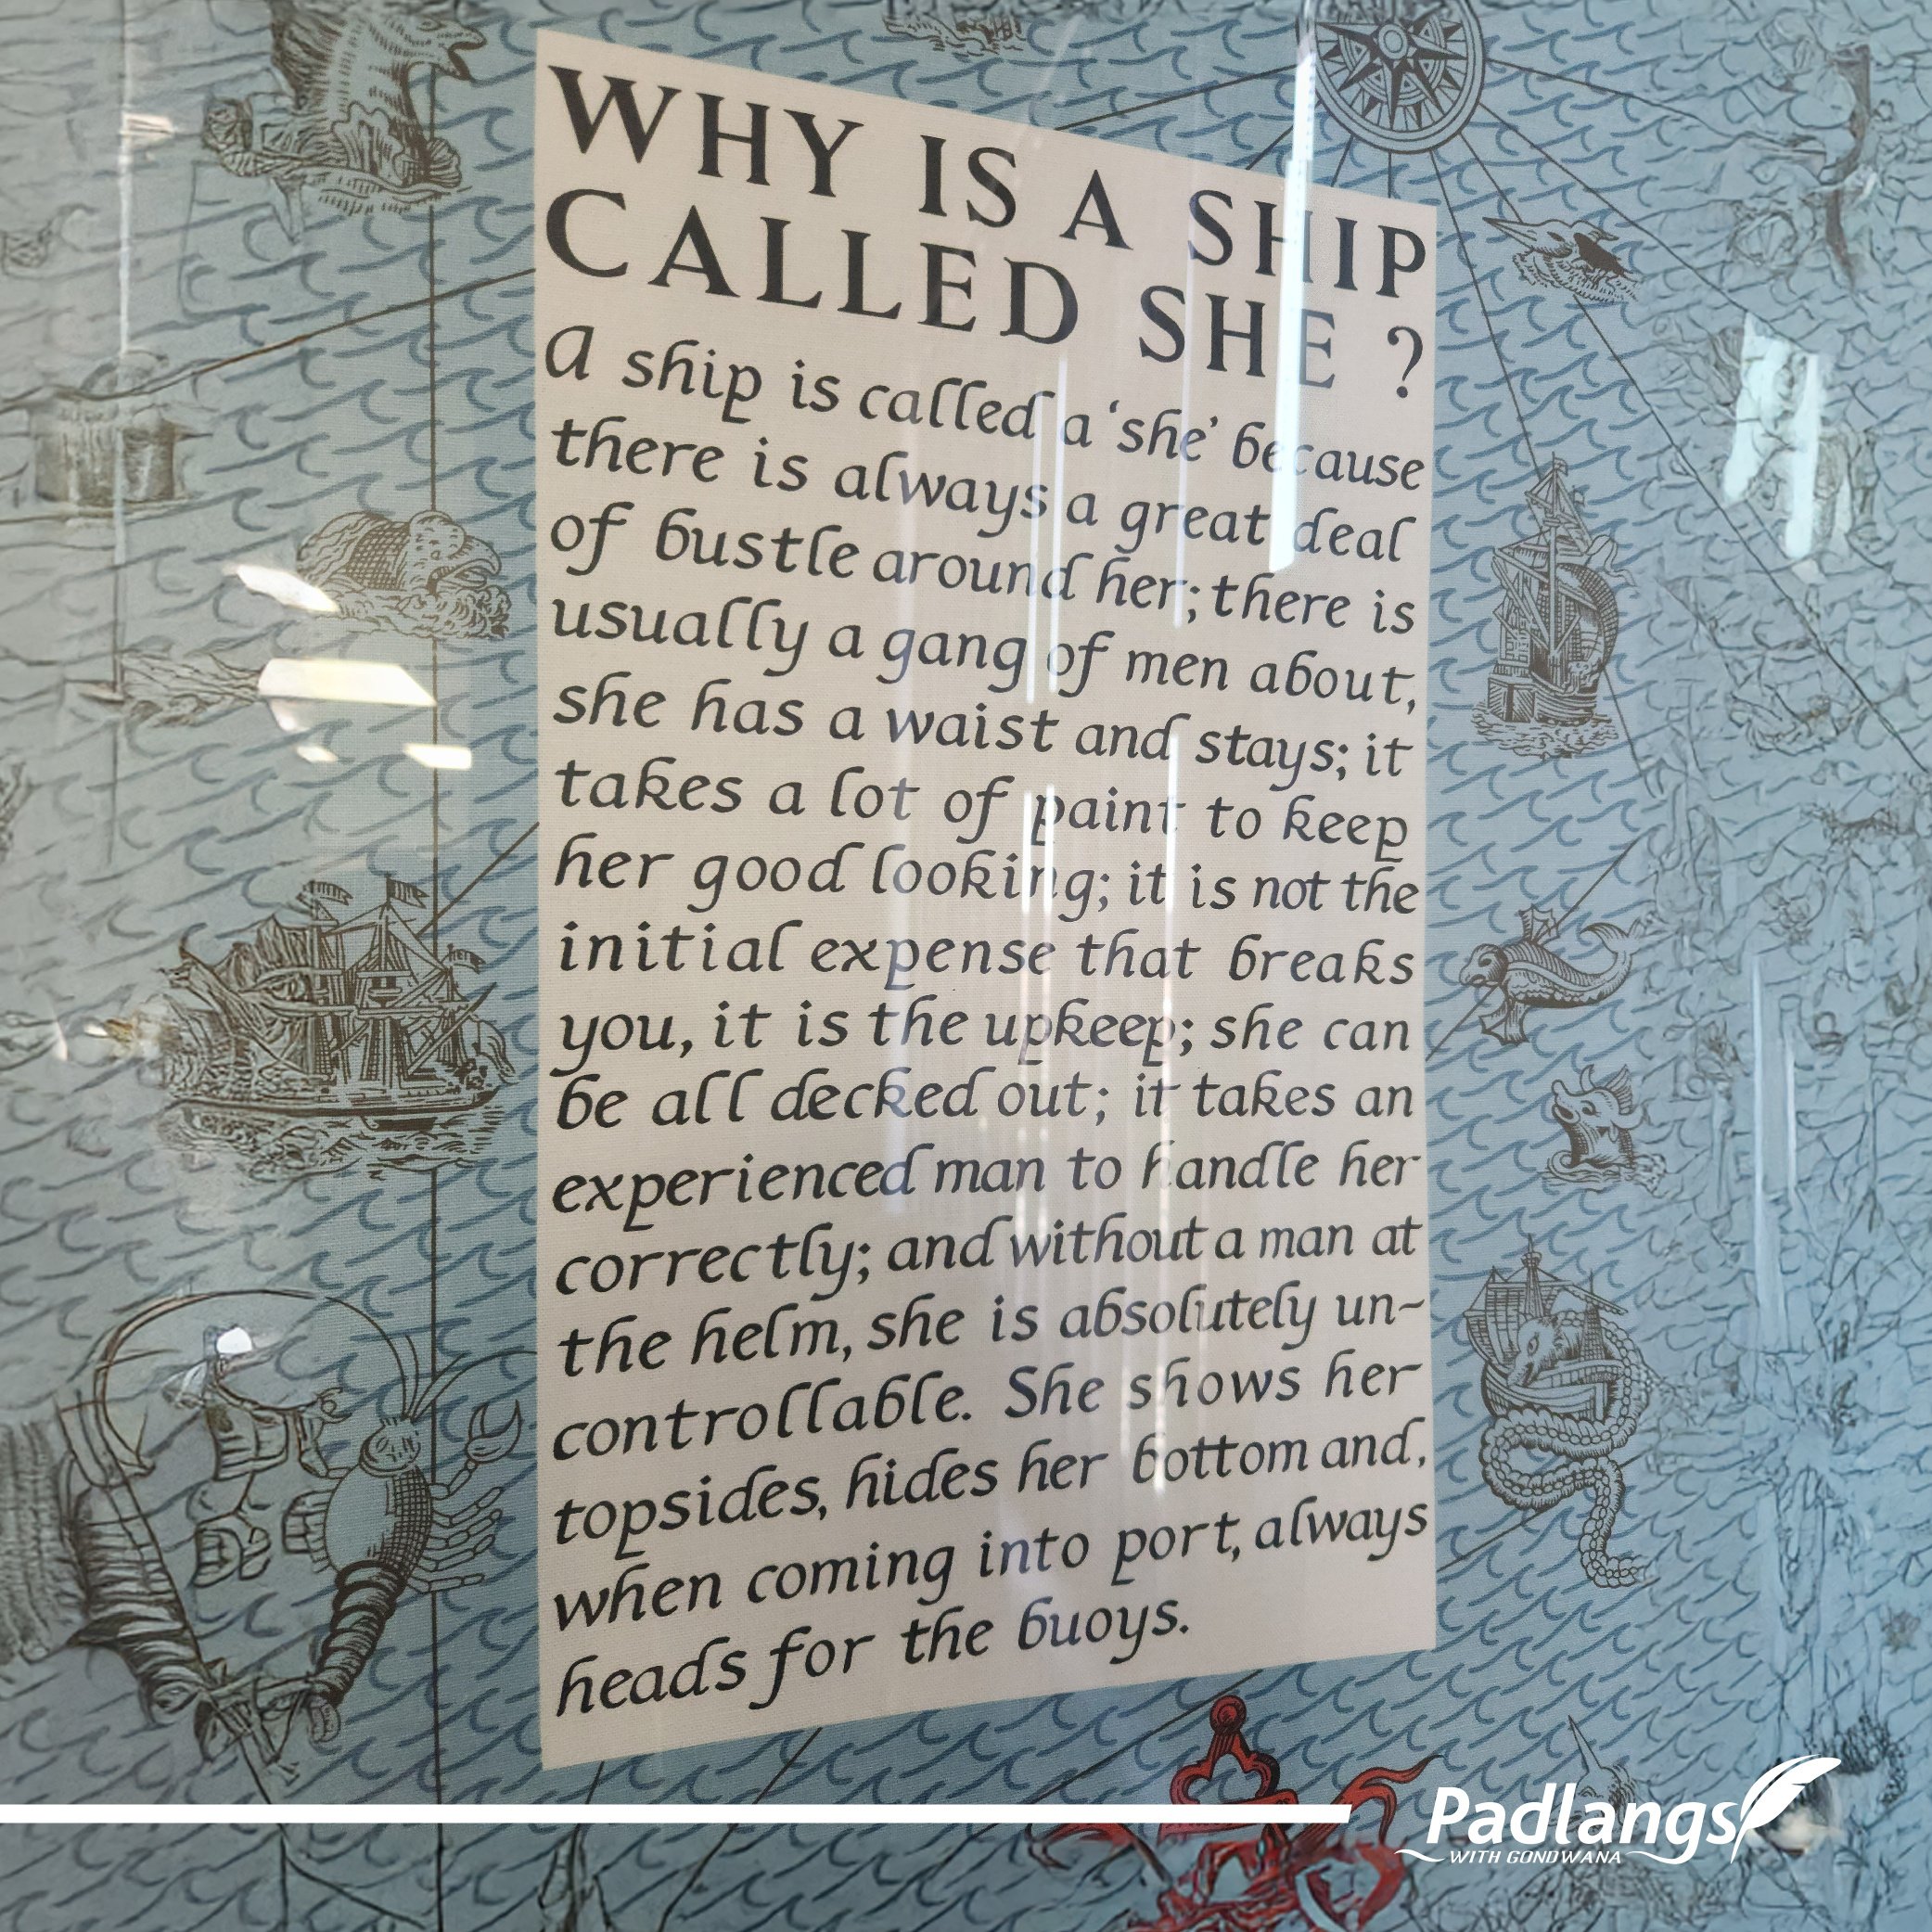 WHY IS A SHIP
CALLED SHE ?
A ship is called a 'she' because
there is always a great deal
of bustle around her; there is
usually a gang of men about,
she has a waist and stays; it
takes a lot of paint to keep
her good looking; it is not the
initial expense that breaks
you, it is the upkeep; she can
be all decked out; it takes an
experienced man to handle her
correctly; and without a man at
the helm, she is absolutely un-
controllable. She shows her
topsides, hides her bottom and,
when coming into port, always
heads for the buoys.
Padlangs
WITH GONDWANA